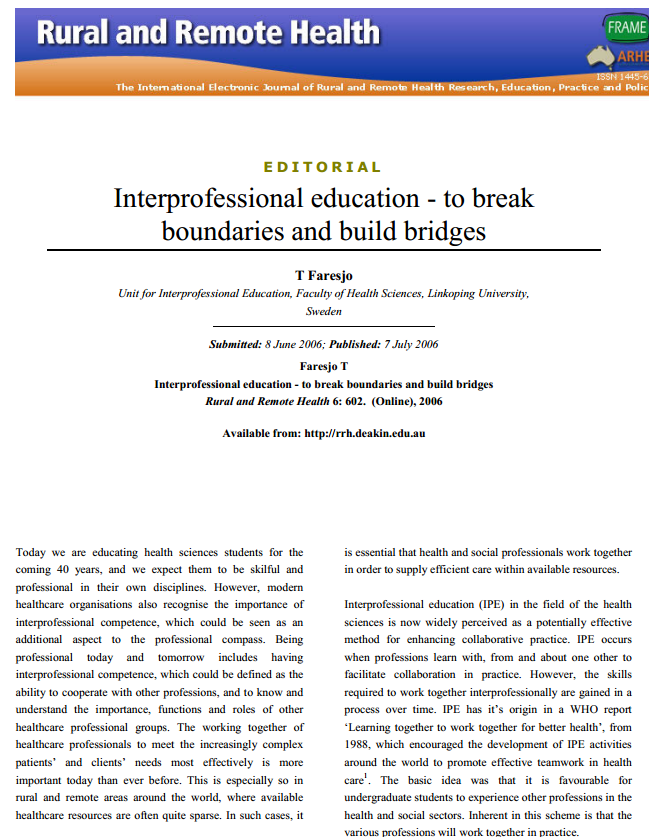 Rural and Remote Health
FRAME
ARHE
ISSN 1445-6
The International Electronic Journal of Rural and Remote Health Research, Education, Practice and Polic
EDITORIAL
Interprofessional education - to break
boundaries and build bridges
T Faresjo
Unit for Interprofessional Education, Faculty of Health Sciences, Linkoping University,
Sweden
Submitted: 8 June 2006; Published: 7 July 2006
Faresjo T
Interprofessional education - to break boundaries and build bridges
Rural and Remote Health 6: 602. (Online), 2006
Available from: http://rrh.deakin.edu.au
Today we are educating health sciences students for the
coming 40 years, and we expect them to be skilful and
professional in their own disciplines. However, modern
healthcare organisations also recognise the importance of
interprofessional competence, which could be seen as an
additional aspect to the professional compass. Being
professional today and tomorrow includes having
interprofessional competence, which could be defined as the
ability to cooperate with other professions, and to know and
understand the importance, functions and roles of other
healthcare professional groups. The working together of
healthcare professionals to meet the increasingly complex
patients' and clients' needs most effectively is more
important today than ever before. This is especially so in
rural and remote areas around the world, where available
healthcare resources are often quite sparse. In such cases, it
is essential that health and social professionals work together
in order to supply efficient care within available resources.
Interprofessional education (IPE) in the field of the health
sciences is now widely perceived as a potentially effective
method for enhancing collaborative practice. IPE occurs
when professions learn with, from and about one other to
facilitate collaboration in practice. However, the skills
required to work together interprofessionally are gained in a
process over time. IPE has it's origin in a WHO report
‘Learning together to work together for better health’, from
1988, which encouraged the development of IPE activities
around the world to promote effective teamwork in health
care¹. The basic idea was that it is favourable for
undergraduate students to experience other professions in the
health and social sectors. Inherent in this scheme is that the
various professions will work together in practice.